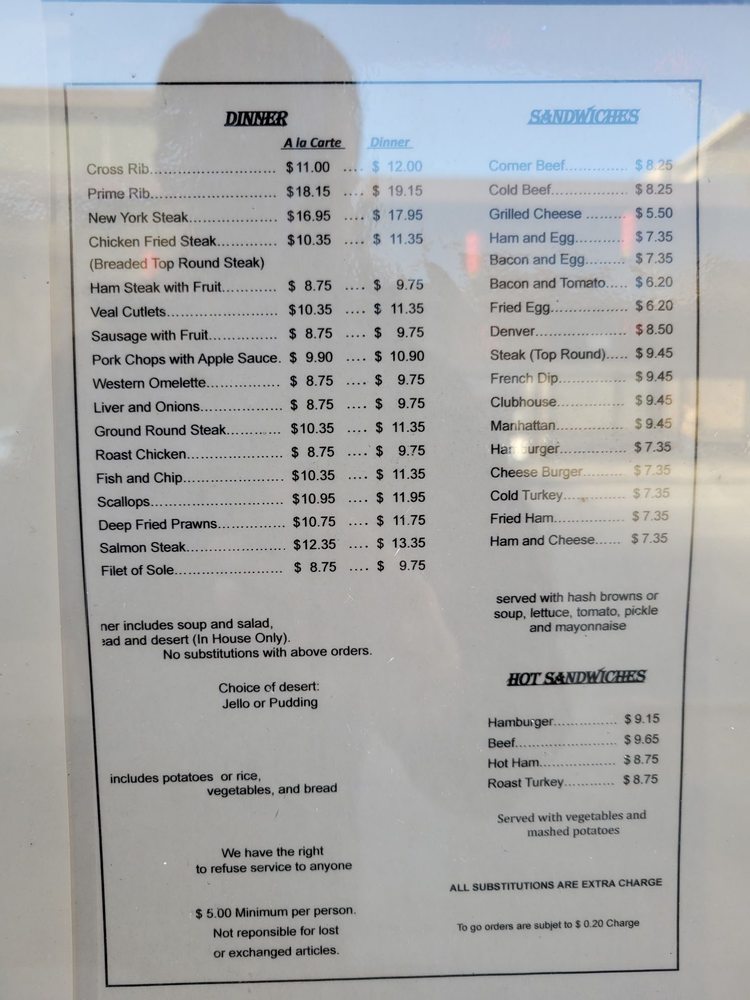 DINNER
A la Carte Dinner
Cross Rib............................ $11.00 .... $ 12.00
Prime Rib............................ $18.15 .... $ 19.15
New York Steak.................... $16.95 .... $ 17.95
Chicken Fried Steak............. $10.35 .... $ 11.35
(Breaded Top Round Steak)
Ham Steak with Fruit............ $ 8.75 .... $ 9.75
Veal Cutlets......................... $10.35 .... $ 11.35
Sausage with Fruit............... $ 8.75 .... $ 9.75
Pork Chops with Apple Sauce. $ 9.90 .... $ 10.90
Western Omelette................ $ 8.75 .... $ 9.75
Liver and Onions.................. $ 8.75 .... $ 9.75
Ground Round Steak............ $10.35 .... $ 11.35
Roast Chicken..................... $ 8.75 .... $ 9.75
Fish and Chip....................... $10.35 .... $ 11.35
Scallops.............................. $10.95 .... $ 11.95
Deep Fried Prawns............... $10.75 .... $ 11.75
Salmon Steak...................... $12.35 .... $ 13.35
Filet of Sole........................ $ 8.75 .... $ 9.75
ner includes soup and salad,
ead and desert (In House Only).
No substitutions with above orders.
Choice of desert:
Jello or Pudding
includes potatoes or rice,
vegetables, and bread
We have the right
to refuse service to anyone
$ 5.00 Minimum per person.
Not reponsible for lost
or exchanged articles.
SANDWICHES
Corner Beef.............. $ 8.25
Cold Beef................. $ 8.25
Grilled Cheese ......... $ 5.50
Ham and Egg........... $ 7.35
Bacon and Egg......... $ 7.35
Bacon and Tomato..... $ 6.20
Fried Egg.................. $ 6.20
Denver.................... $ 8.50
Steak (Top Round)..... $ 9.45
French Dip............... $ 9.45
Clubhouse............... $ 9.45
Manhattan............... $ 9.45
Hamburger.............. $ 7.35
Cheese Burger......... $ 7.35
Cold Turkey.............. $ 7.35
Fried Ham................ $ 7.35
Ham and Cheese...... $ 7.35
served with hash browns or
soup, lettuce, tomato, pickle
and mayonnaise
HOT SANDWICHES
Hamburger.............. $ 9.15
Beef....................... $ 9.65
Hot Ham................. $ 8.75
Roast Turkey............ $ 8.75
Served with vegetables and
mashed potatoes
ALL SUBSTITUTIONS ARE EXTRA CHARGE
To go orders are subjet to $ 0.20 Charge